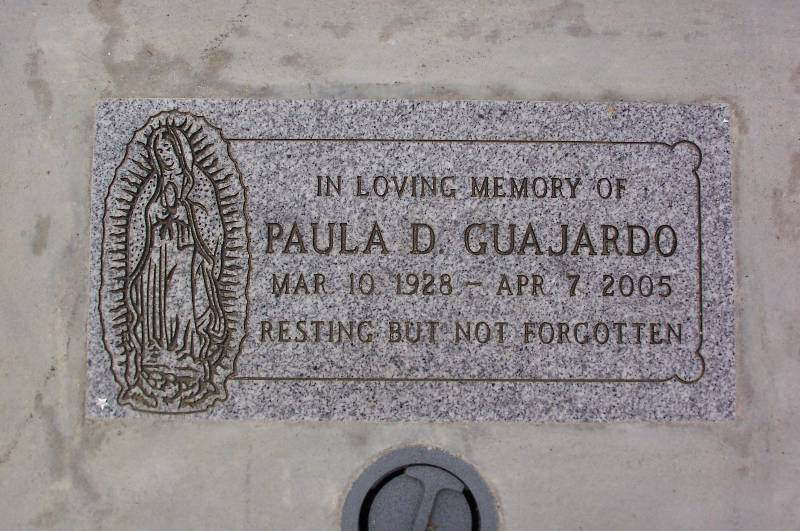 IN LOVING MEMORY OF
PAULA D. GUAJARDO
MAR 10 1928 – APR 7 2005
RESTING BUT NOT FORGOTTEN